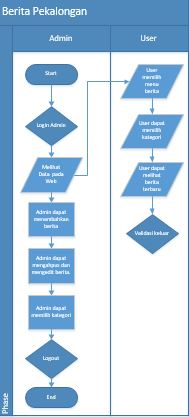 Berita Pekalongan
Admin
User
Start
Login Admin
Melihat
Data pada
Web
Admin dapat
menambahkan
berita
Admin dapat
mengahpus dan
mengedit berita.
Admin dapat
memilih kategori
Logout
End
User
memilih
menu
berita
User dapat
memilih
kategori
User dapat
melihat
berita
terbaru
Validasi keluar
Phase